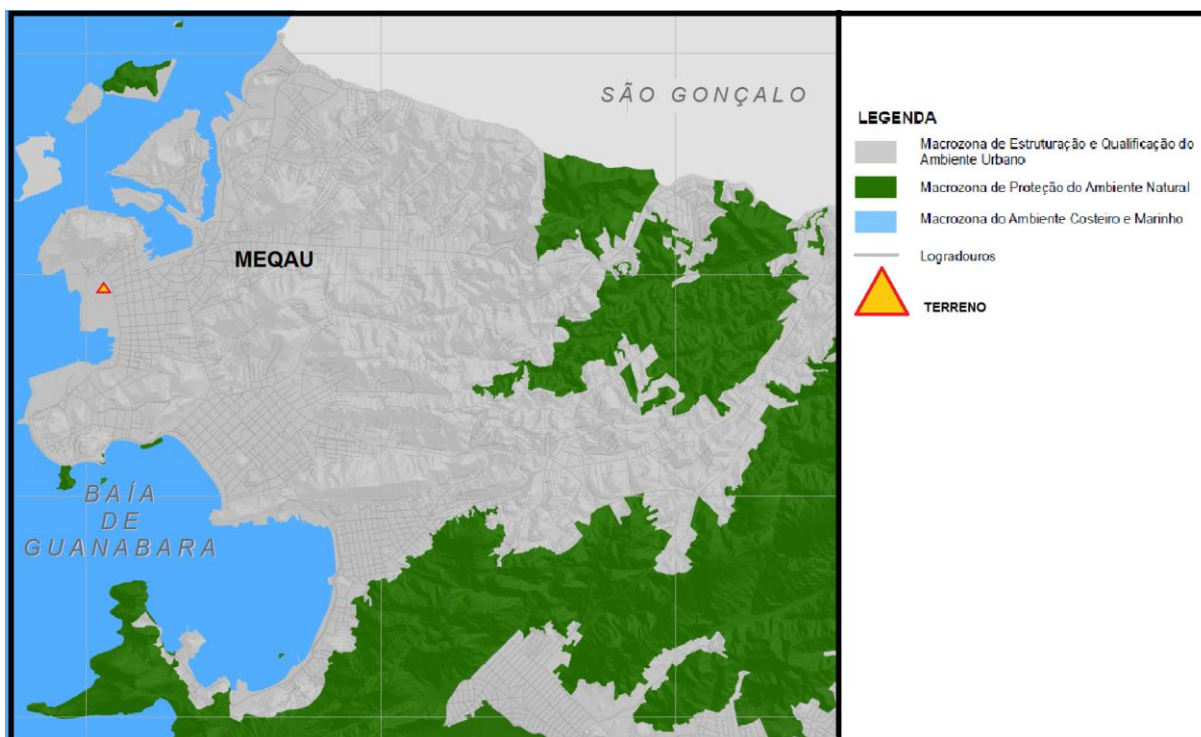 SÃO GONÇALO
MEQAU
BAÍA
DE
GUANABARA
LEGENDA
Macrozona de Estruturação e Qualificação do
Ambiente Urbano
Macrozona de Proteção do Ambiente Natural
Macrozona do Ambiente Costeiro e Marinho
Logradouros
TERRENO